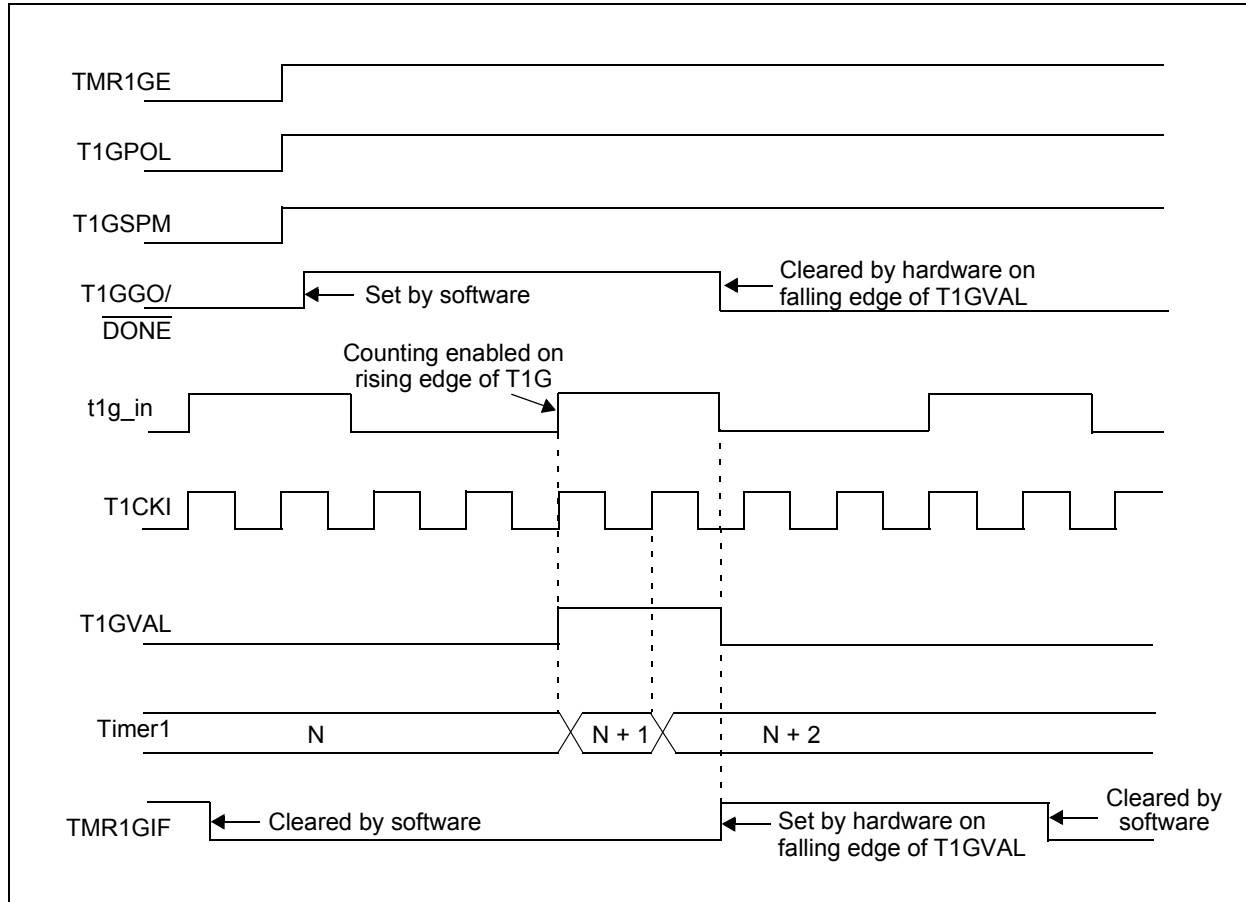 TMR1GE
T1GPOL
T1GSPM
T1GGO/
DONE
Set by software
Cleared by hardware on
falling edge of T1GVAL
Counting enabled on
rising edge of T1G
t1g_in
T1CKI
T1GVAL
Timer1
N
N + 1
N + 2
TMR1GIF
Cleared by software
Set by hardware on
falling edge of T1GVAL
Cleared by
software